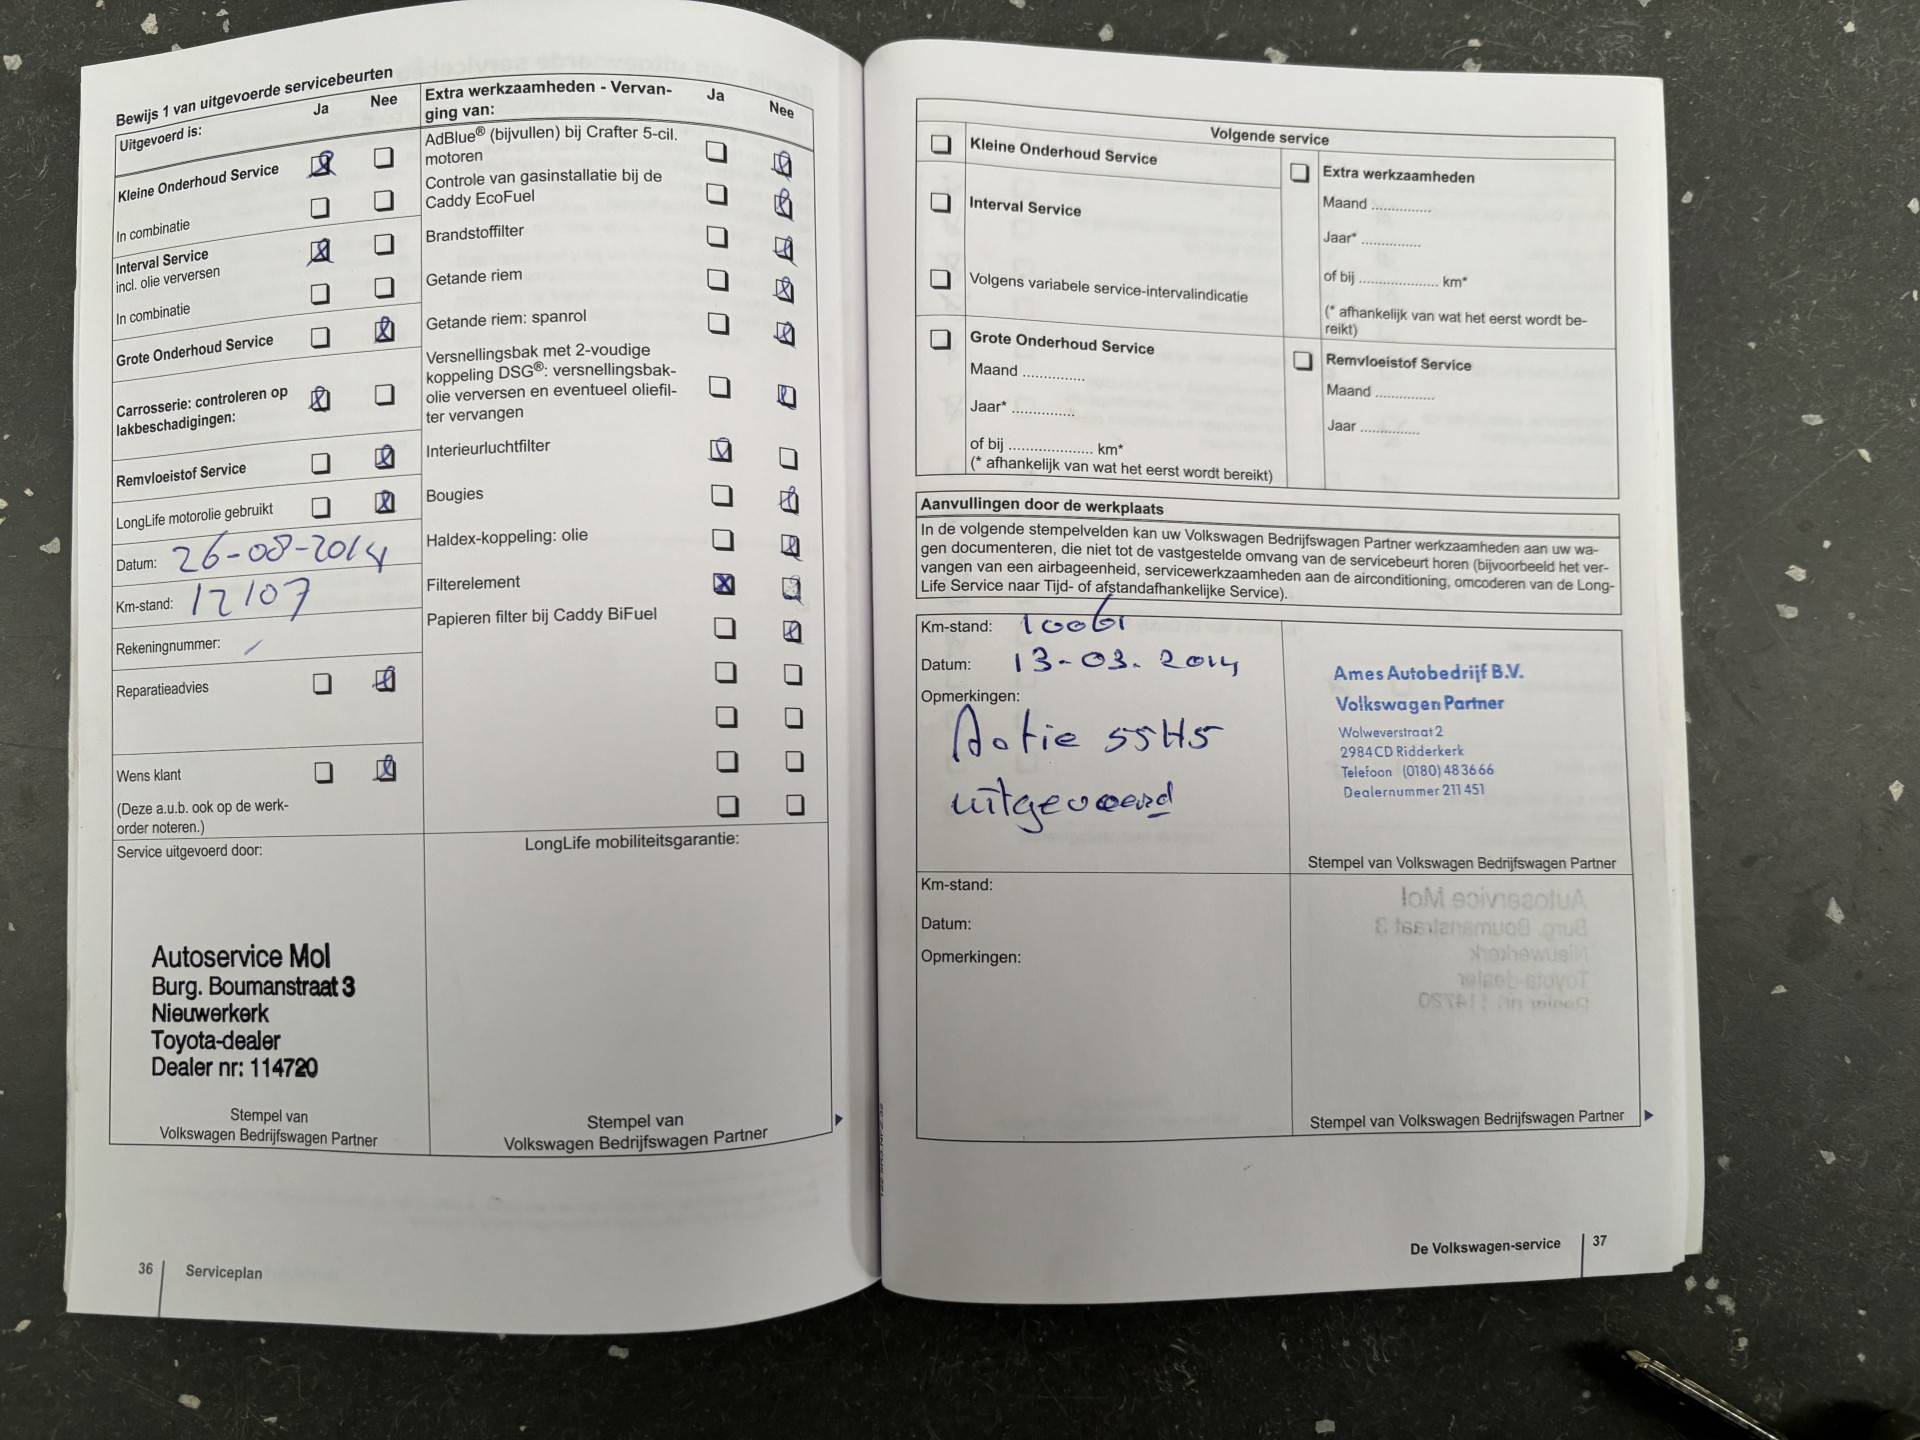 Bewijs 1 van uitgevoerde servicebeurten
Uitgevoerd is:
Ja
Nee
Kleine Onderhoud Service
In combinatie
Interval Service
incl. olie verversen
In combinatie
Grote Onderhoud Service
Carrosserie: controleren op
lakbeschadigingen:
Remvloeistof Service
LongLife motorolie gebruikt
Datum: 26-08-2014
Km-stand: 12107
Rekeningnummer:
Reparatieadvies
Wens klant
(Deze a.u.b. ook op de werk-
order noteren.)
Extra werkzaamheden - Vervan-
ging van:
Ja
Nee
AdBlue® (bijvullen) bij Crafter 5-cil.
motoren
Controle van gasinstallatie bij de
Caddy EcoFuel
Brandstoffilter
Getande riem
Getande riem: spanrol
Versnellingsbak met 2-voudige
koppeling DSG®: versnellingsbak-
olie verversen en eventueel oliefil-
ter vervangen
Interieurluchtfilter
Bougies
Haldex-koppeling: olie
Filterelement
Papieren filter bij Caddy BiFuel
Service uitgevoerd door:
Autoservice Mol
Burg. Boumanstraat 3
Nieuwerkerk
Toyota-dealer
Dealer nr: 114720
Stempel van
Volkswagen Bedrijfswagen Partner
LongLife mobiliteitsgarantie:
Stempel van
Volkswagen Bedrijfswagen Partner
36
Serviceplan
Volgende service
Kleine Onderhoud Service
Interval Service
Volgens variabele service-intervalindicatie
Grote Onderhoud Service
Maand ...............
Jaar* ...............
of bij .................... km*
(* afhankelijk van wat het eerst wordt bereikt)
Extra werkzaamheden
Maand ...............
Jaar* ...............
of bij .................... km*
(* afhankelijk van wat het eerst wordt be-
reikt)
Remvloeistof Service
Maand ...............
Jaar ...............
Aanvullingen door de werkplaats
In de volgende stempelvelden kan uw Volkswagen Bedrijfswagen Partner werkzaamheden aan uw wa-
gen documenteren, die niet tot de vastgestelde omvang van de servicebeurt horen (bijvoorbeeld het ver-
vangen van een airbageenheid, servicewerkzaamheden aan de airconditioning, omcoderen van de Long-
Life Service naar Tijd- of afstandafhankelijke Service).
Km-stand: 10061
Datum: 13-03. 2014
Opmerkingen:
Actie 55H5
uitgevoerd
Ames Autobedrijf B.V.
Volkswagen Partner
Wolweverstraat 2
2984 CD Ridderkerk
Telefoon (0180) 483666
Dealernummer 211 451
Stempel van Volkswagen Bedrijfswagen Partner
Km-stand:
Datum:
Opmerkingen:
Stempel van Volkswagen Bedrijfswagen Partner
De Volkswagen-service
37